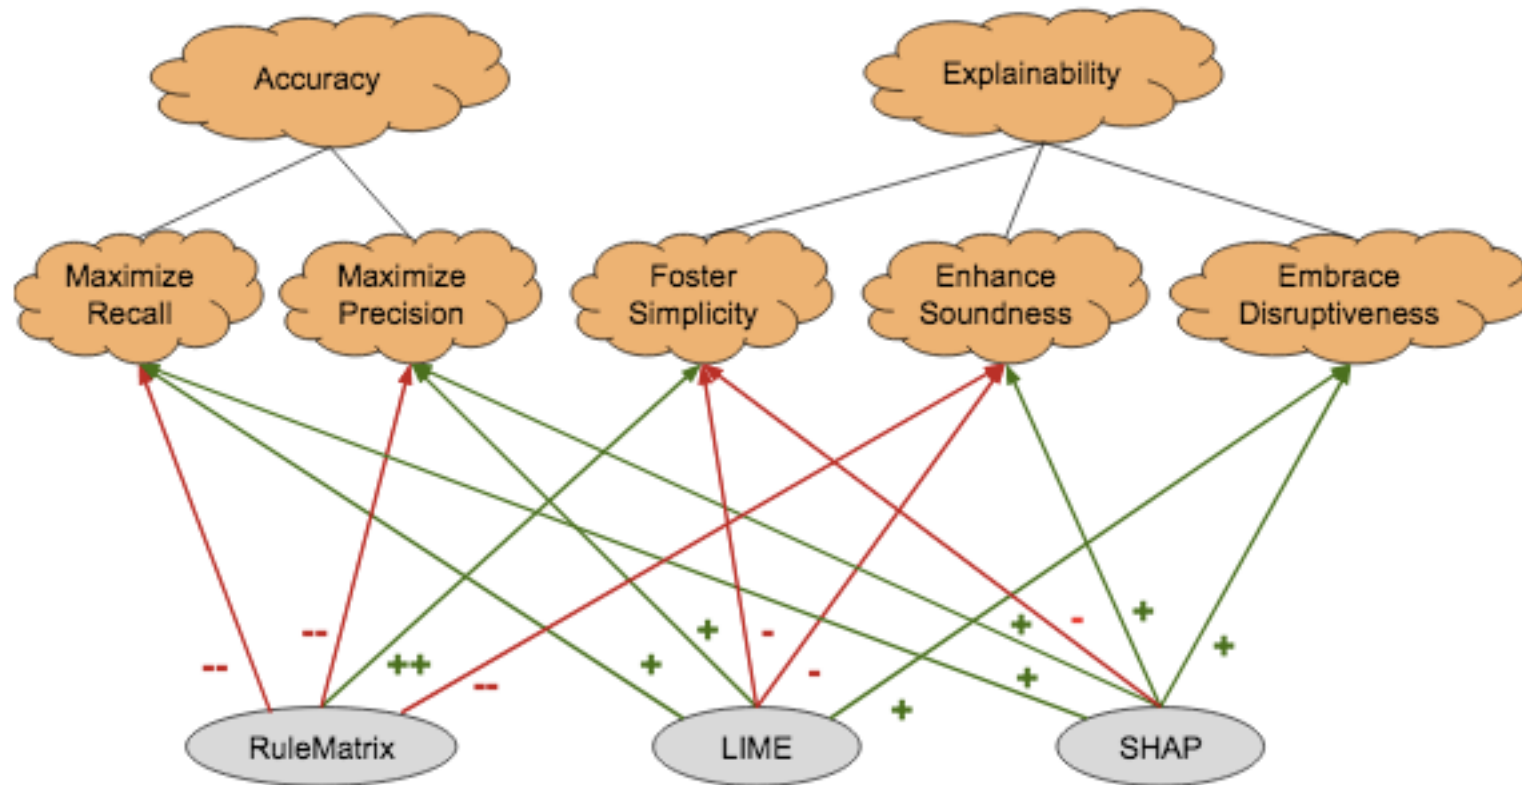 Accuracy
Explainability
Maximize
Recall
Maximize
Precision
Foster
Simplicity
Enhance
Soundness
Embrace
Disruptiveness
--
--
++
--
+
+
-
-
+
+
+
-
+
+
RuleMatrix
LIME
SHAP